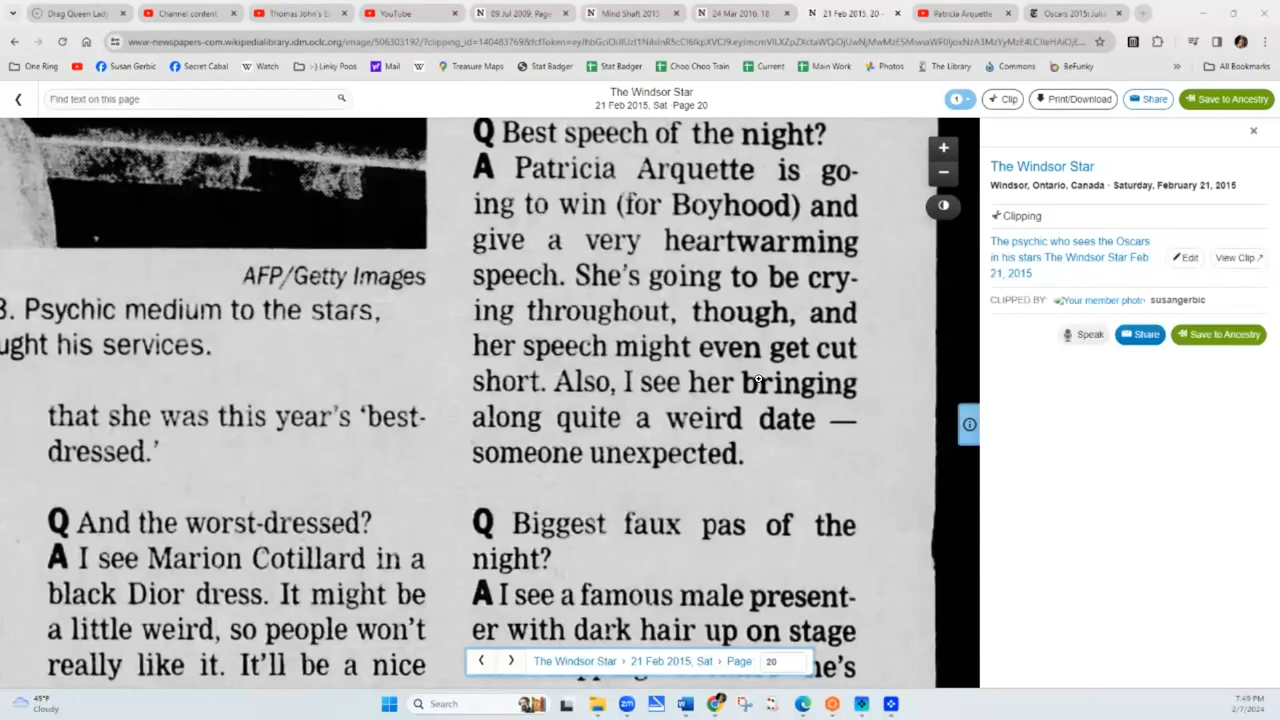 Drag Queen Lady
Channel content
Thomas John's E
YouTube
09 Jul 2009, Page
Mind Shaft 2015
24 Mar 2016, 18 -
21 Feb 2015, 20 -
Patricia Arquette
Oscars 2015: Juli
One Ring
Susan Gerbic
Secret Cabal
Watch
:-) Linky Poos
Mail
Treasure Maps
Stat Badger
Stat Badger
Choo Choo Train
Current
Main Work
Photos
The Library
Commons
BeFunky
All Bookmarks
Find text on this page
The Windsor Star
21 Feb 2015, Sat · Page 20
1
Clip
Print/Download
Share
Save to Ancestry
AFP/Getty Images
3. Psychic medium to the stars,
ught his services.
that she was this year's 'best-
dressed.'
Q And the worst-dressed?
A I see Marion Cotillard in a
black Dior dress. It might be
a little weird, so people won't
really like it. It'll be a nice
Q Best speech of the night?
A Patricia Arquette is go-
ing to win (for Boyhood) and
give a very heartwarming
speech. She's going to be cry-
ing throughout, though, and
her speech might even get cut
short. Also, I see her bringing
along quite a weird date —
someone unexpected.
Q Biggest faux pas of the
night?
A I see a famous male present-
er with dark hair up on stage
he's
The Windsor Star › 21 Feb 2015, Sat › Page 20
The Windsor Star
Windsor, Ontario, Canada · Saturday, February 21, 2015
Clipping
The psychic who sees the Oscars
in his stars The Windsor Star Feb
21, 2015
Edit
View Clip
CLIPPED BY: Your member photo susangerbic
Speak
Share
Save to Ancestry
45°F
Cloudy
Search
7:49 PM
2/7/2024